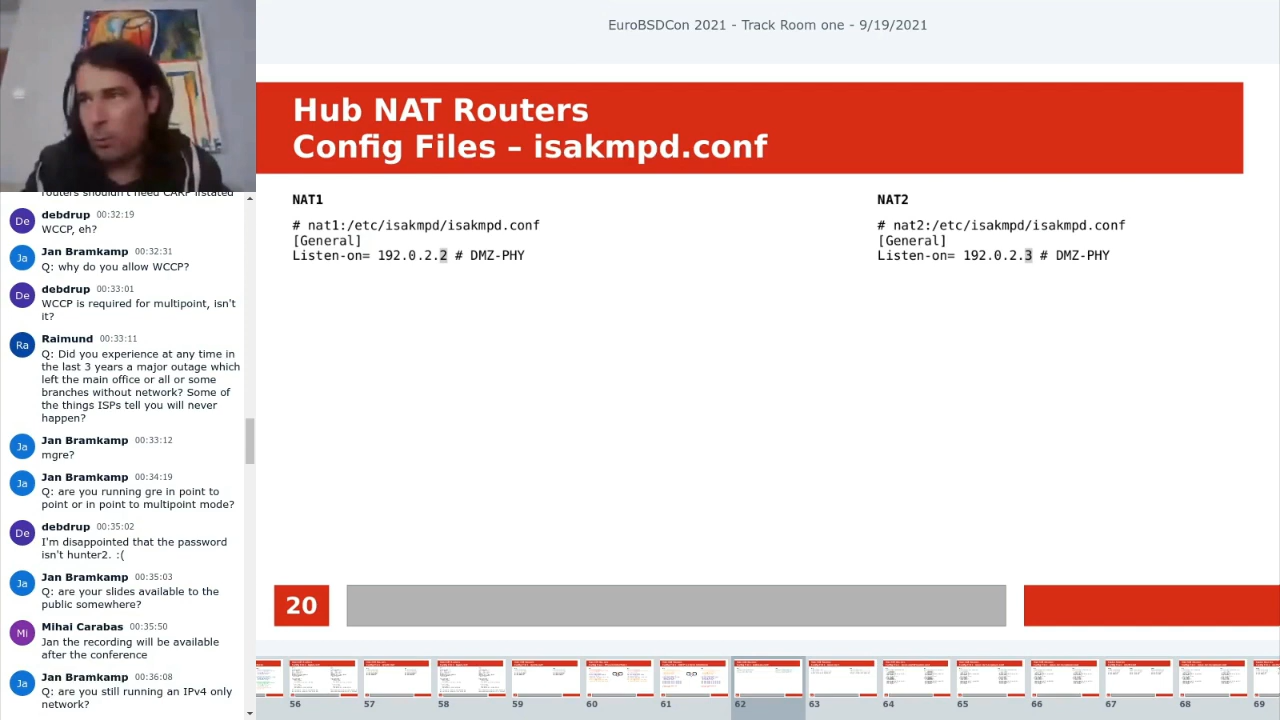 EuroBSDCon 2021 - Track Room one - 9/19/2021
Hub NAT Routers
Config Files – isakmpd.conf
NAT1
# nat1:/etc/isakmpd/isakmpd.conf
[General]
Listen-on= 192.0.2.2 # DMZ-PHY
NAT2
# nat2:/etc/isakmpd/isakmpd.conf
[General]
Listen-on= 192.0.2.3 # DMZ-PHY
20
De
debdrup 00:32:19
WCCP, eh?
Ja
Jan Bramkamp 00:32:31
Q: why do you allow WCCP?
De
debdrup 00:33:01
WCCP is required for multipoint, isn't
it?
Ra
Raimund 00:33:11
Q: Did you experience at any time in
the last 3 years a major outage which
left the main office or all or some
branches without network? Some of
the things ISPs tell you will never
happen?
Ja
Jan Bramkamp 00:33:12
mgre?
Ja
Jan Bramkamp 00:34:19
Q: are you running gre in point to
point or in point to multipoint mode?
De
debdrup 00:35:02
I'm disappointed that the password
isn't hunter2. :(
Ja
Jan Bramkamp 00:35:03
Q: are your slides available to the
public somewhere?
Mi
Mihai Carabas 00:35:50
Jan the recording will be available
after the conference
Ja
Jan Bramkamp 00:36:08
Q: are you still running an IPv4 only
network?
56 57 58 59 60 61 62 63 64 65 66 67 68 69